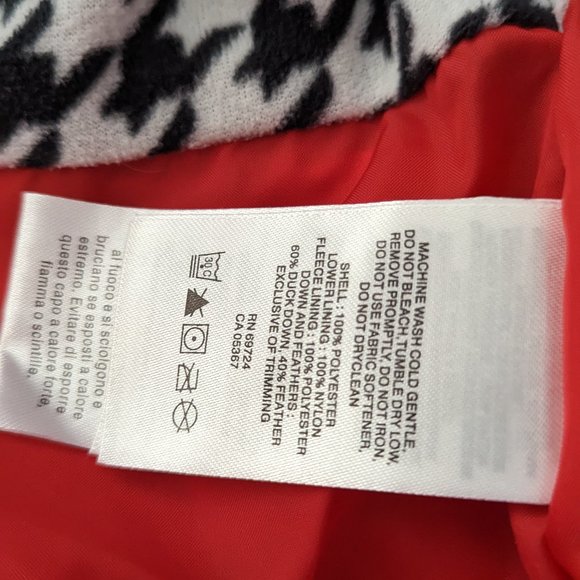 MACHINE WASH COLD GENTLE,
DO NOT BLEACH,TUMBLE DRY LOW.
REMOVE PROMPTLY, DO NOT IRON,
DO NOT USE FABRIC SOFTENER,
DO NOT DRYCLEAN
SHELL : 100% POLYESTER
LOWER LINING : 100% NYLON
FLEECE LINING : 100% POLYESTER
DOWN AND FEATHERS :
60% DUCK DOWN, 40% FEATHER
EXCLUSIVE OF TRIMMING
RN 69724
CA 05367
30C
al fuoco e si sciolgono e
bruciano se esposti a calore
estremo. Evitare di esporre
questo capo a calore forte,
fiamma o scintille.